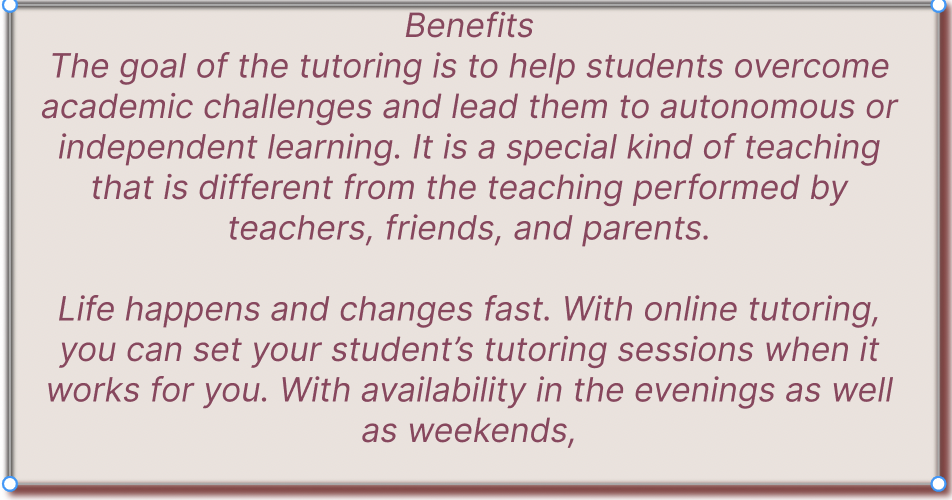 Benefits
The goal of the tutoring is to help students overcome
academic challenges and lead them to autonomous or
independent learning. It is a special kind of teaching
that is different from the teaching performed by
teachers, friends, and parents.
Life happens and changes fast. With online tutoring,
you can set your student’s tutoring sessions when it
works for you. With availability in the evenings as well
as weekends,